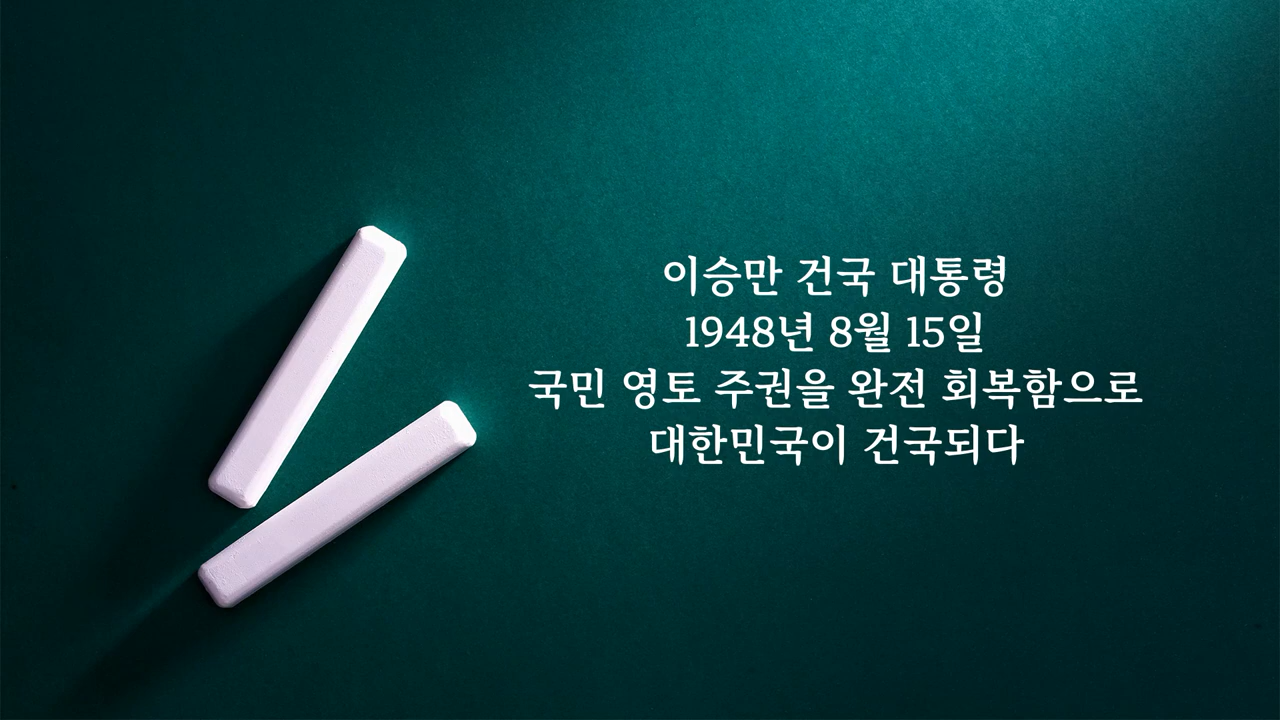 이승만 건국 대통령
1948년 8월 15일
국민 영토 주권을 완전 회복함으로
대한민국이 건국되다